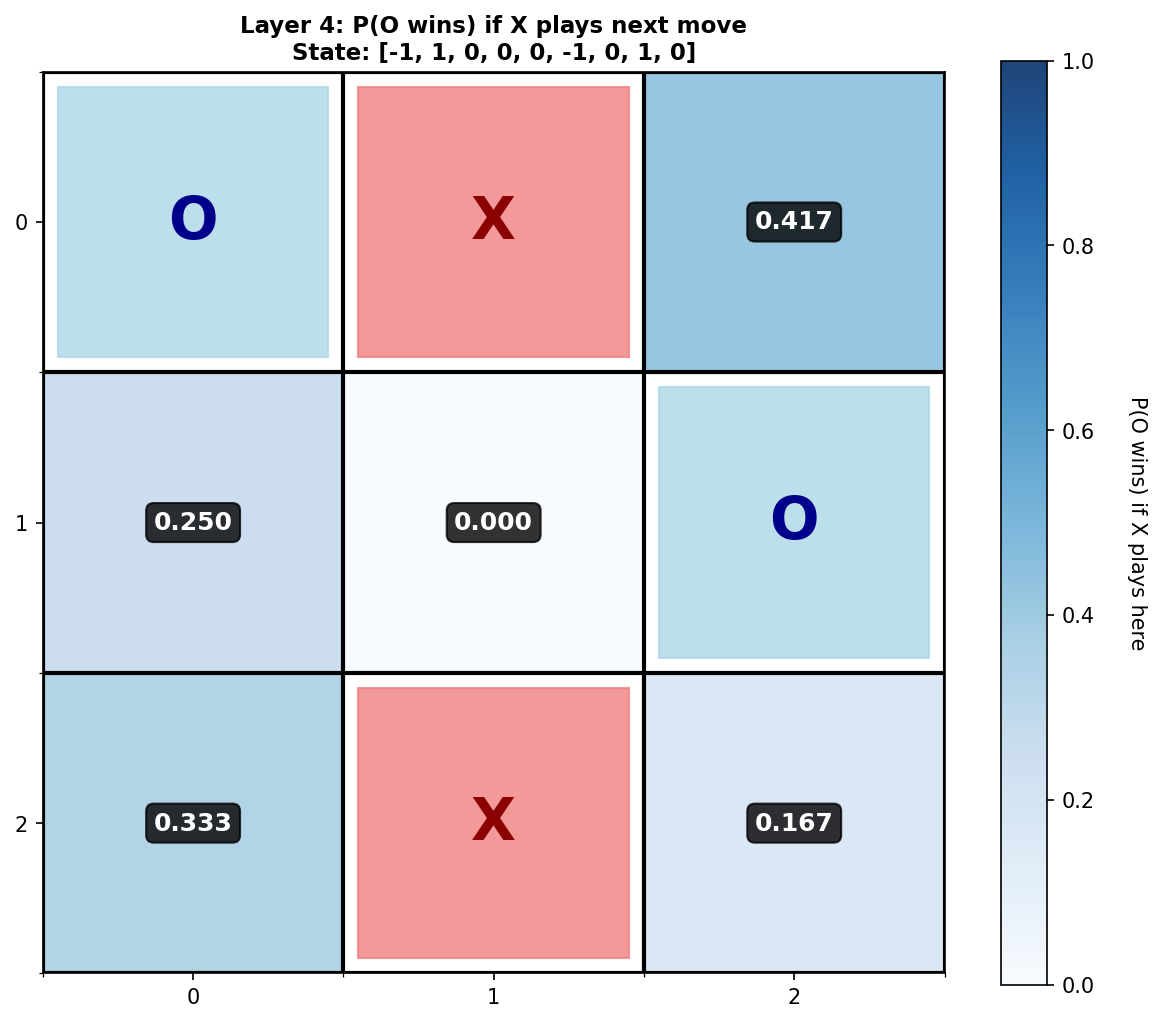 Layer 4: P(O wins) if X plays next move
State: [-1, 1, 0, 0, 0, -1, 0, 1, 0]
O
X
0.417
0.250
0.000
O
0.333
X
0.167
0
1
2
0
1
2
1.0
0.8
0.6
0.4
0.2
0.0
P(O wins) if X plays here